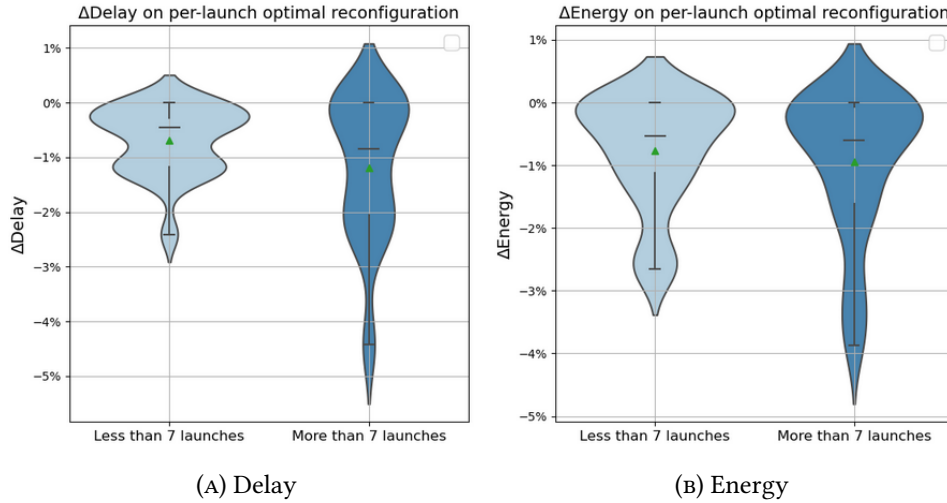 ΔDelay on per-launch optimal reconfiguration
1%
0%
−1%
−2%
−3%
−4%
−5%
ΔDelay
Less than 7 launches
More than 7 launches
(A) Delay
ΔEnergy on per-launch optimal reconfiguration
1%
0%
−1%
−2%
−3%
−4%
−5%
ΔEnergy
Less than 7 launches
More than 7 launches
(B) Energy